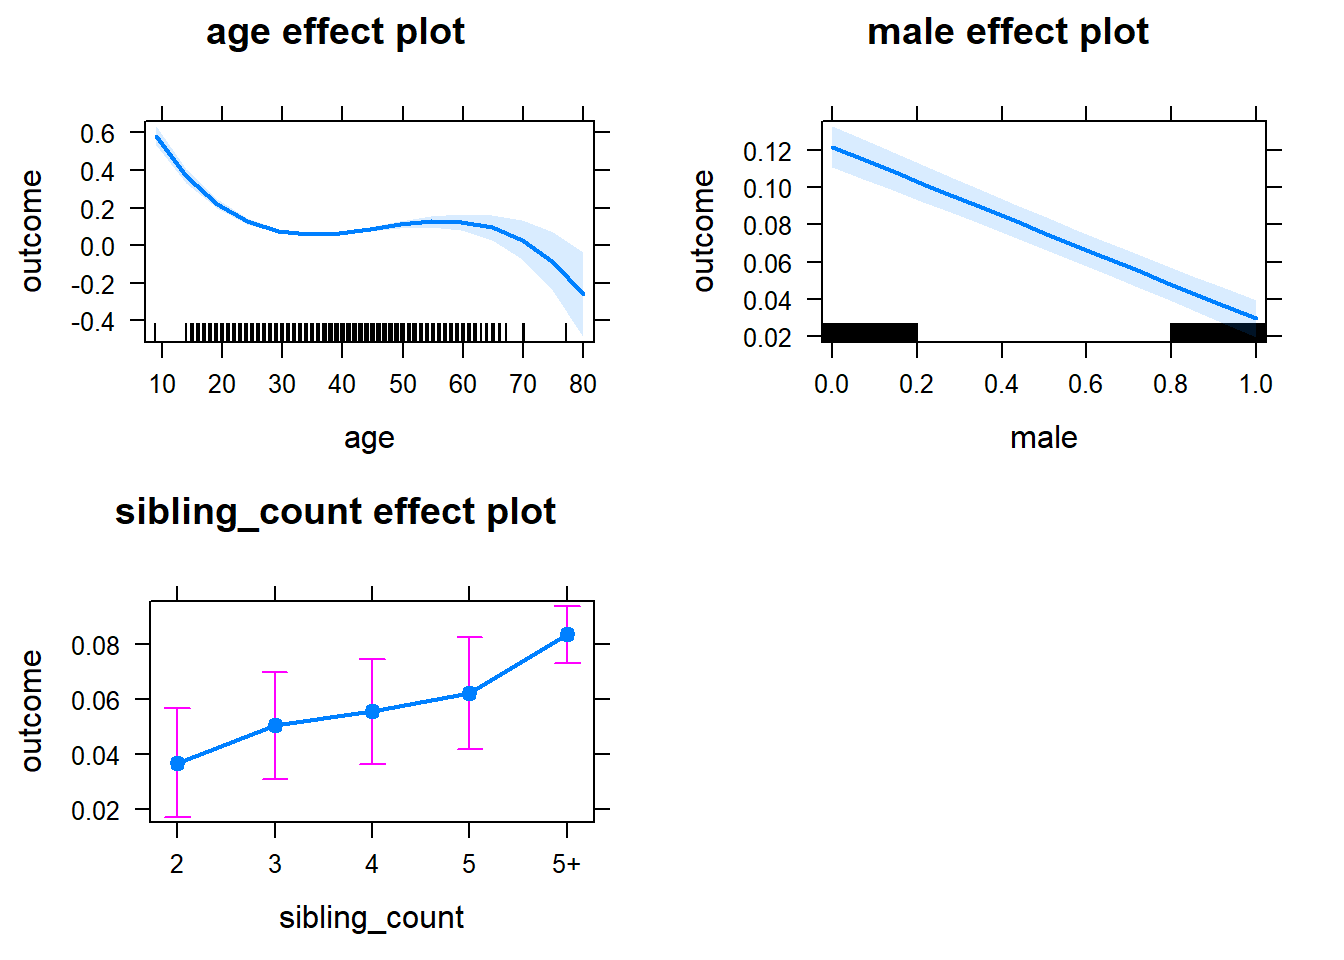 age effect plot
outcome
0.6
0.4
0.2
0.0
-0.2
-0.4
10 20 30 40 50 60 70 80
age
male effect plot
outcome
0.12
0.10
0.08
0.06
0.04
0.02
0.0 0.2 0.4 0.6 0.8 1.0
male
sibling_count effect plot
outcome
0.08
0.06
0.04
0.02
2 3 4 5 5+
sibling_count